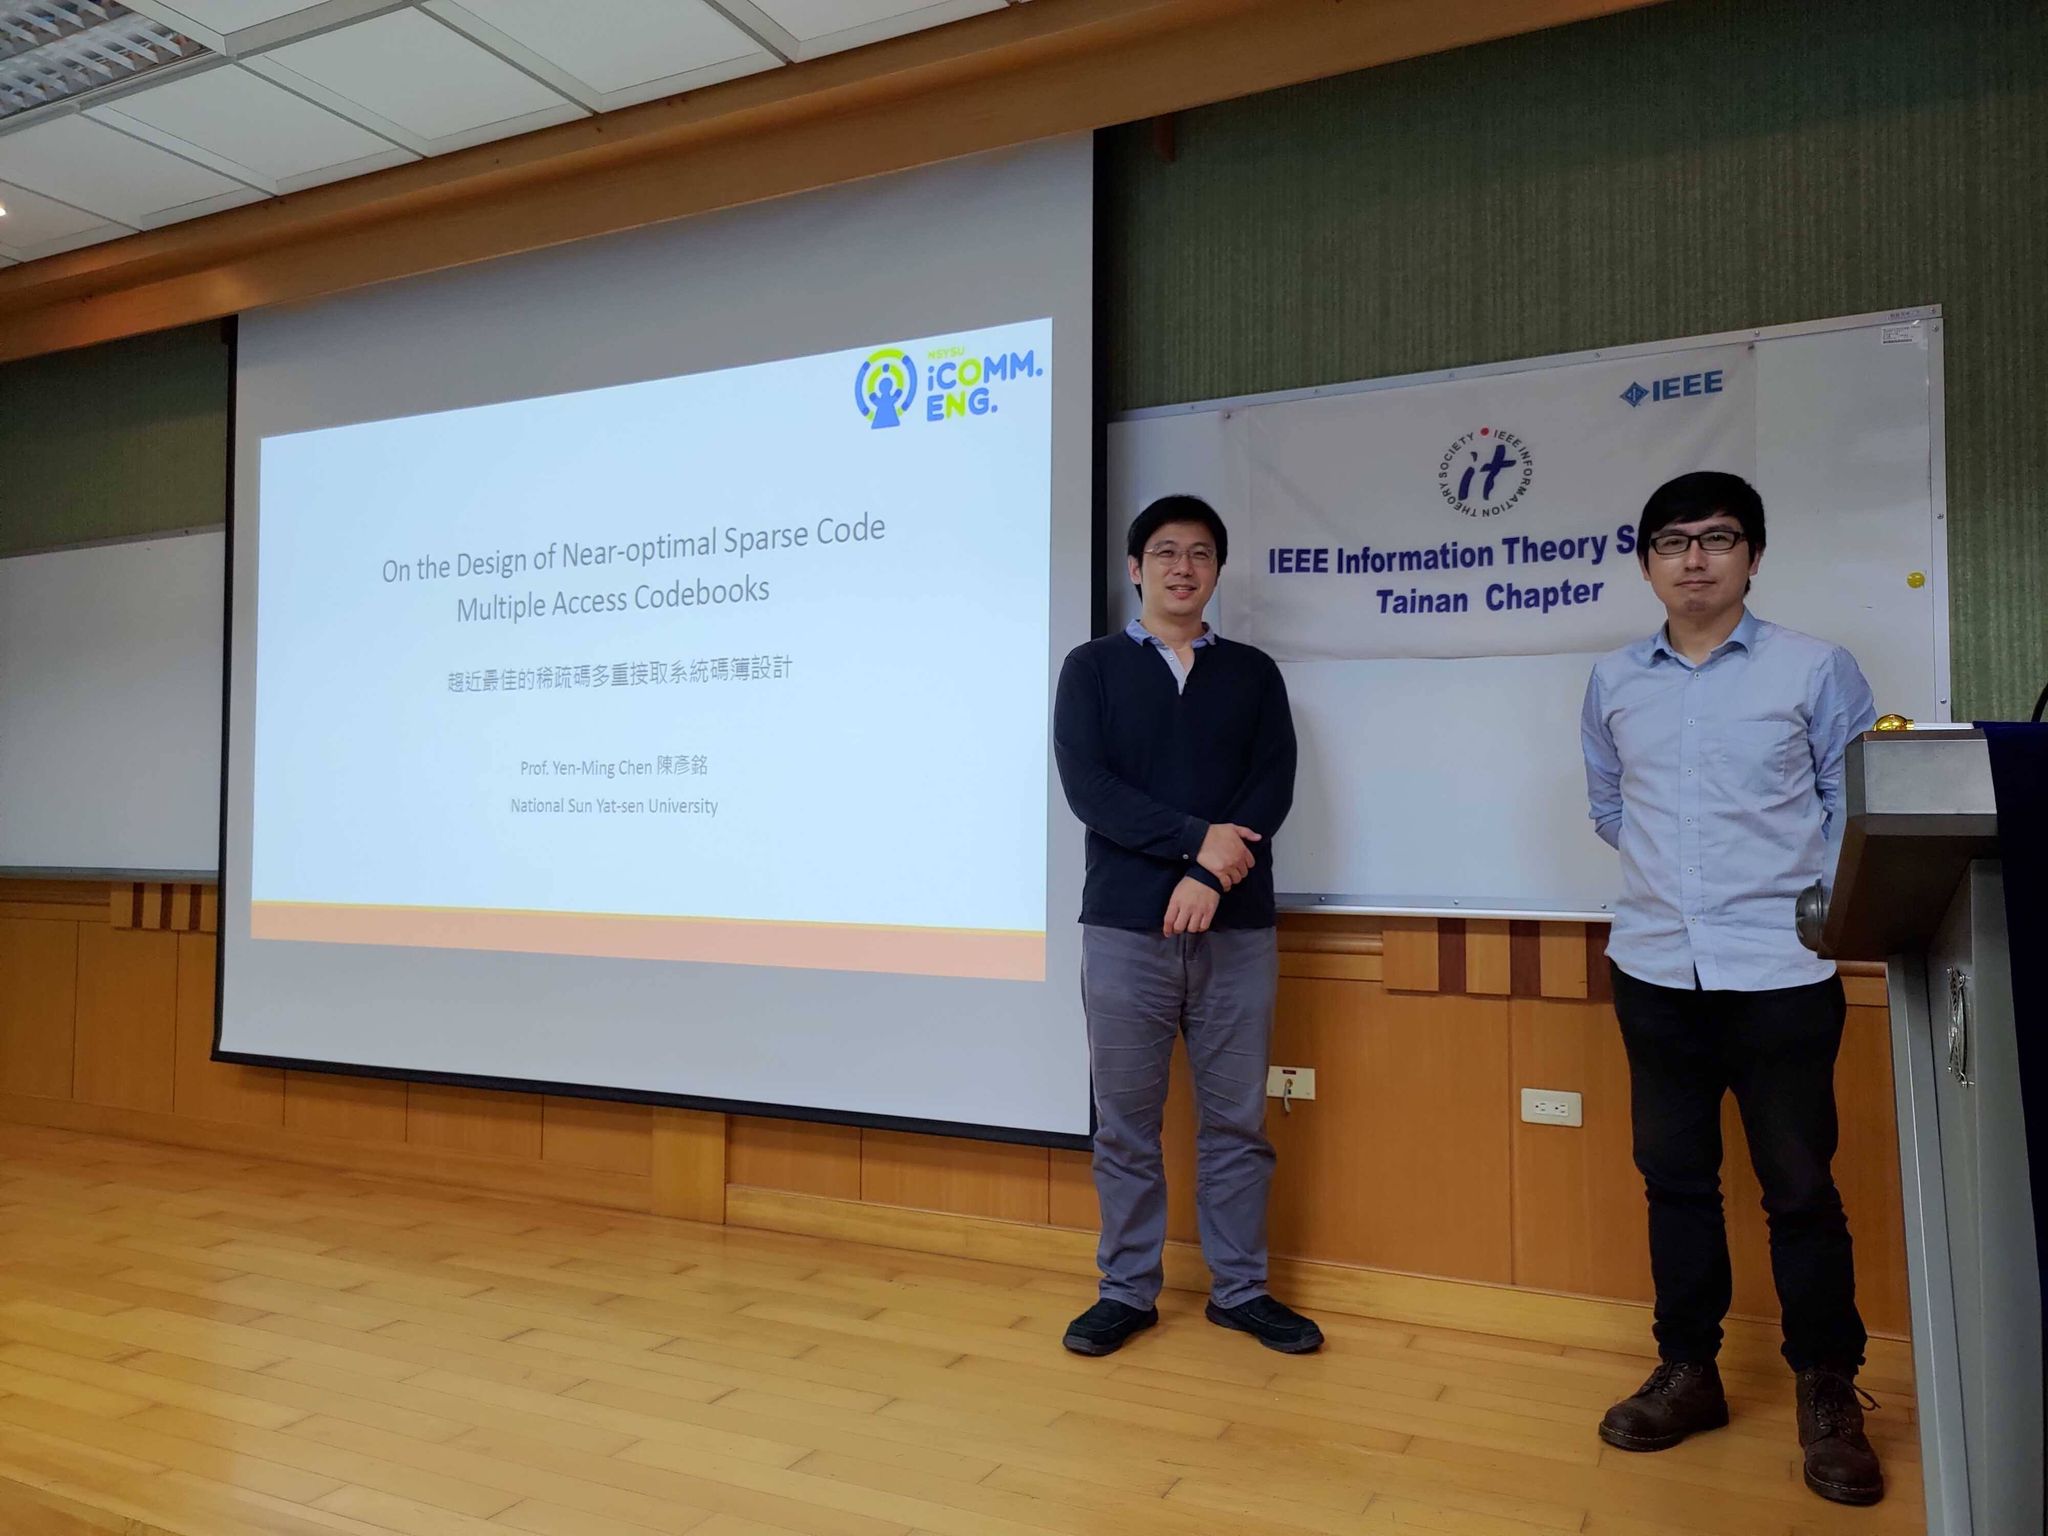 NSYSU
iCOMM.
ENG.
On the Design of Near-optimal Sparse Code
Multiple Access Codebooks
趨近最佳的稀疏碼多重接取系統碼簿設計
Prof. Yen-Ming Chen 陳彥銘
National Sun Yat-sen University
IEEE
IEEE INFORMATION THEORY SOCIETY
it
IEEE Information Theory S
Tainan Chapter